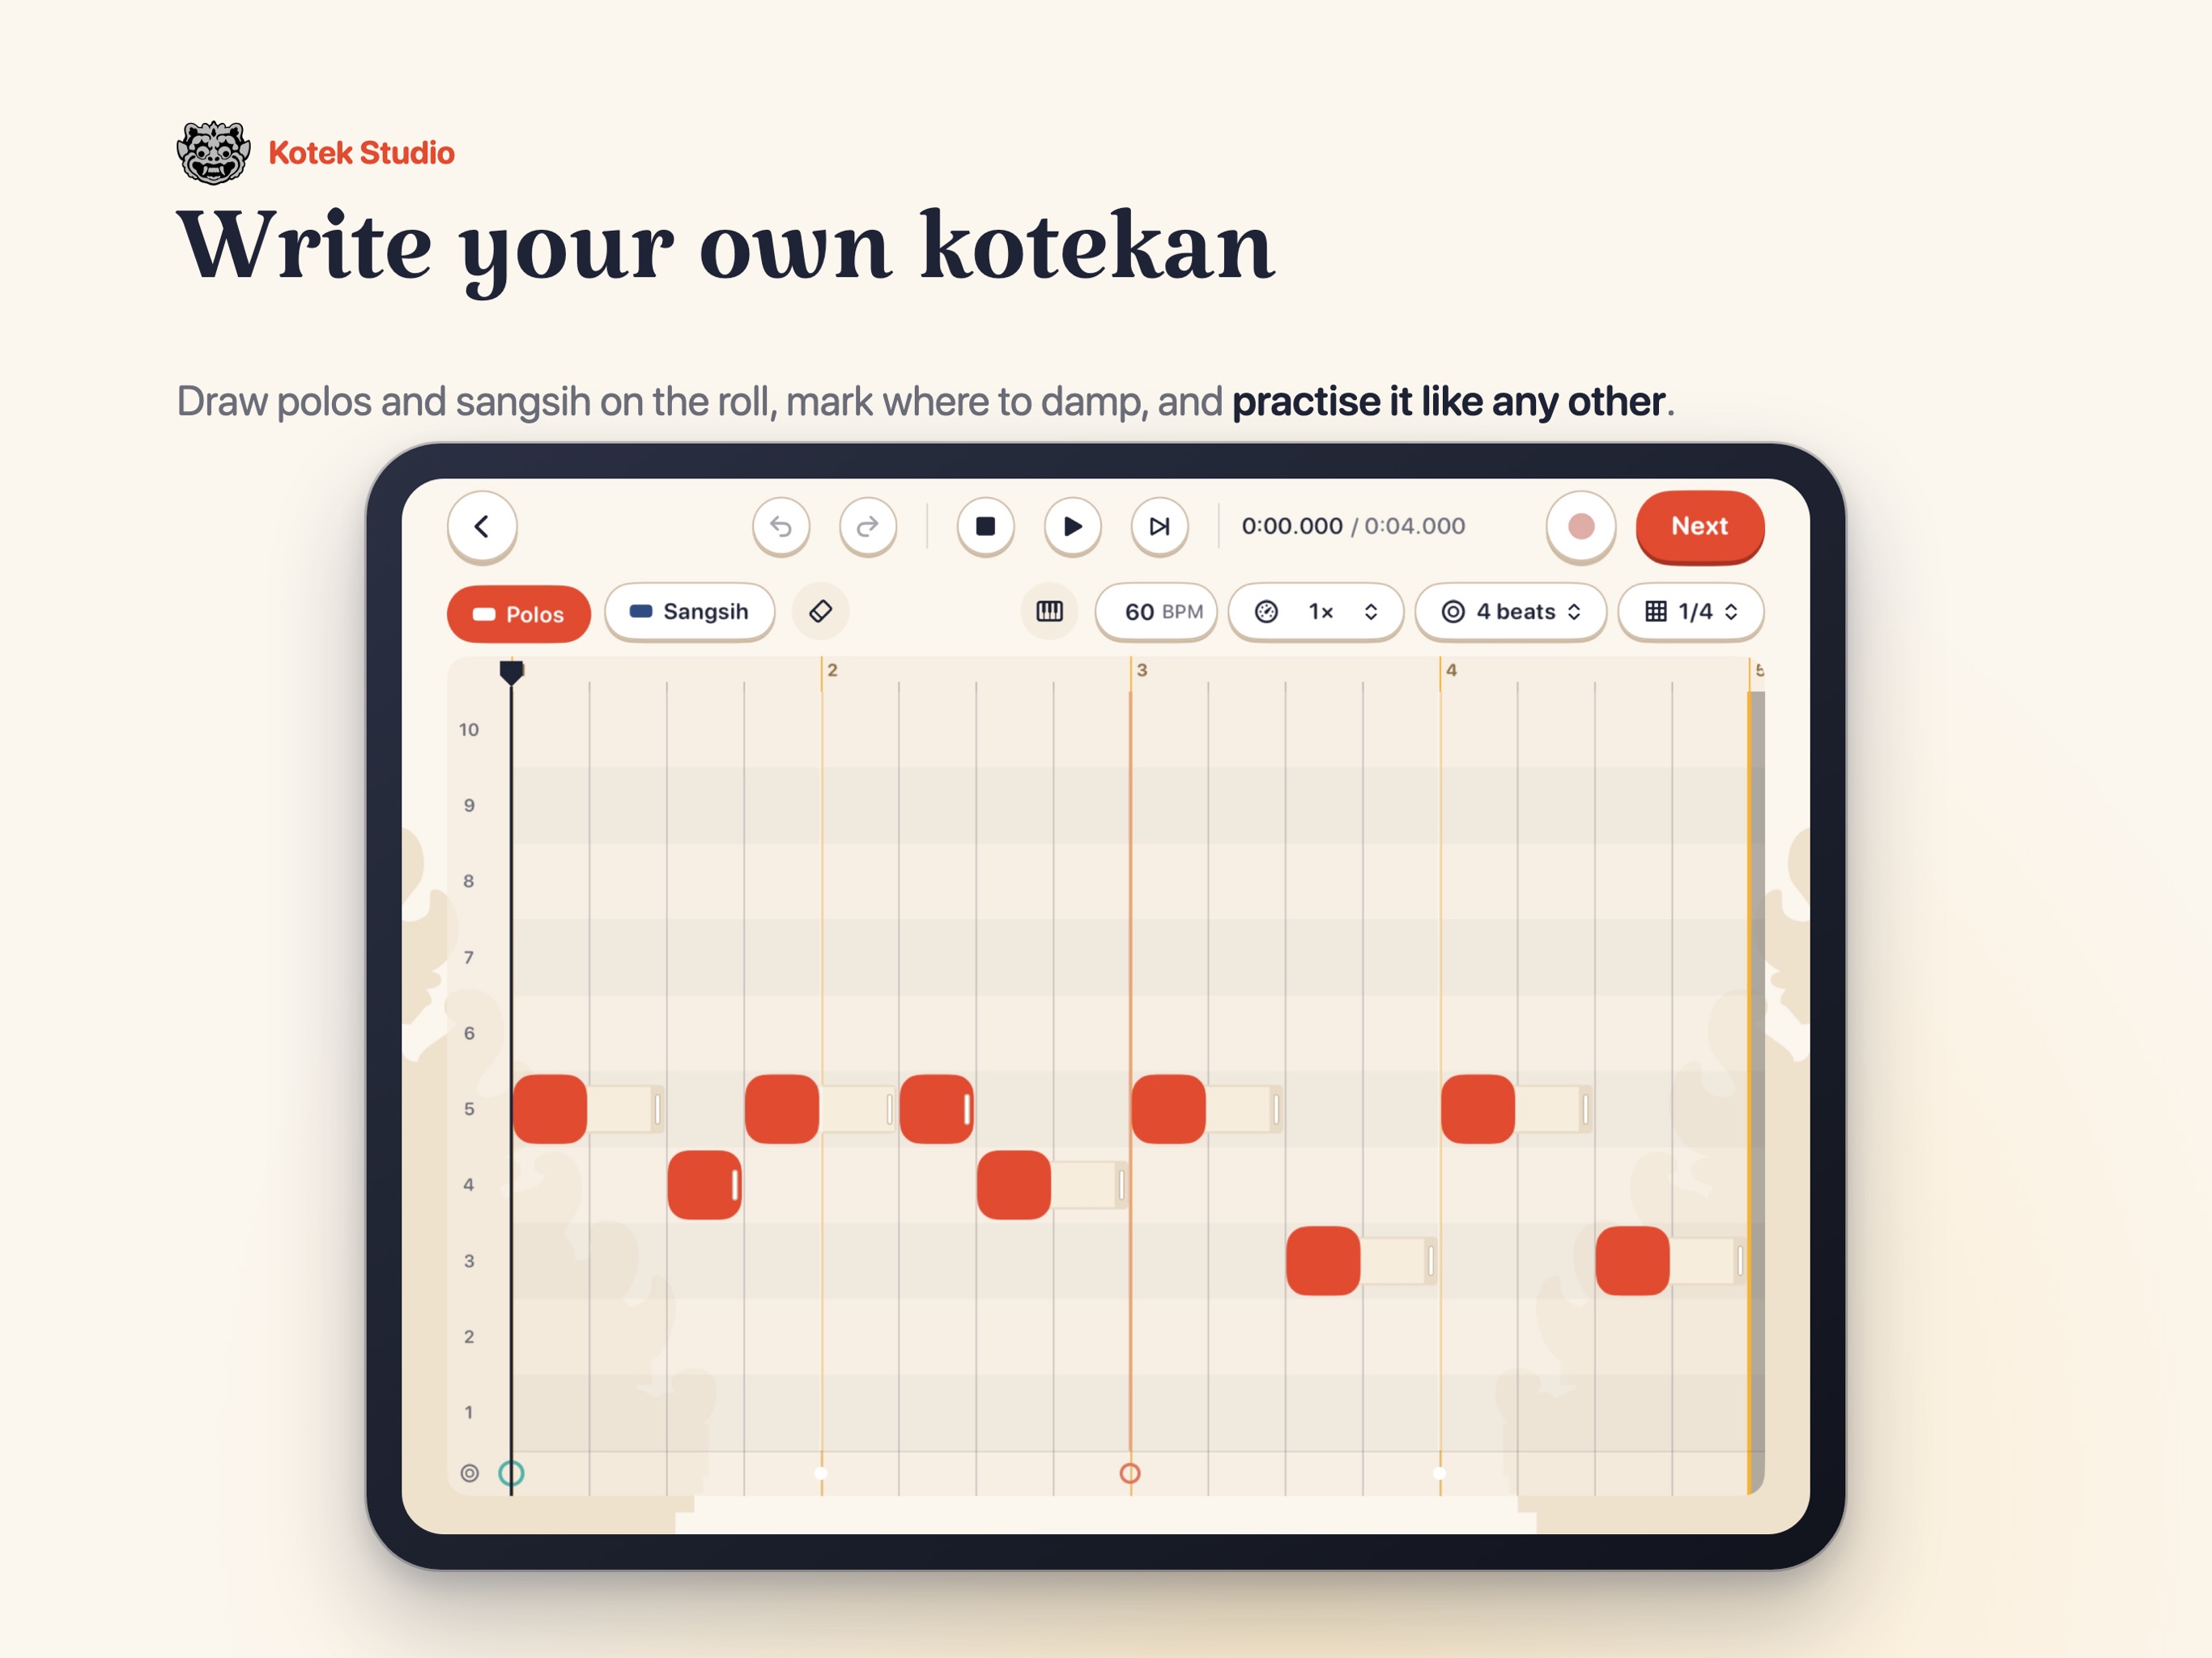 Kotek Studio
Write your own kotekan
Draw polos and sangsih on the roll, mark where to damp, and practise it like any other.
0:00.000 / 0:04.000
Next
Polos
Sangsih
60 BPM
1×
4 beats
1/4
2
3
4
5
10
9
8
7
6
5
4
3
2
1